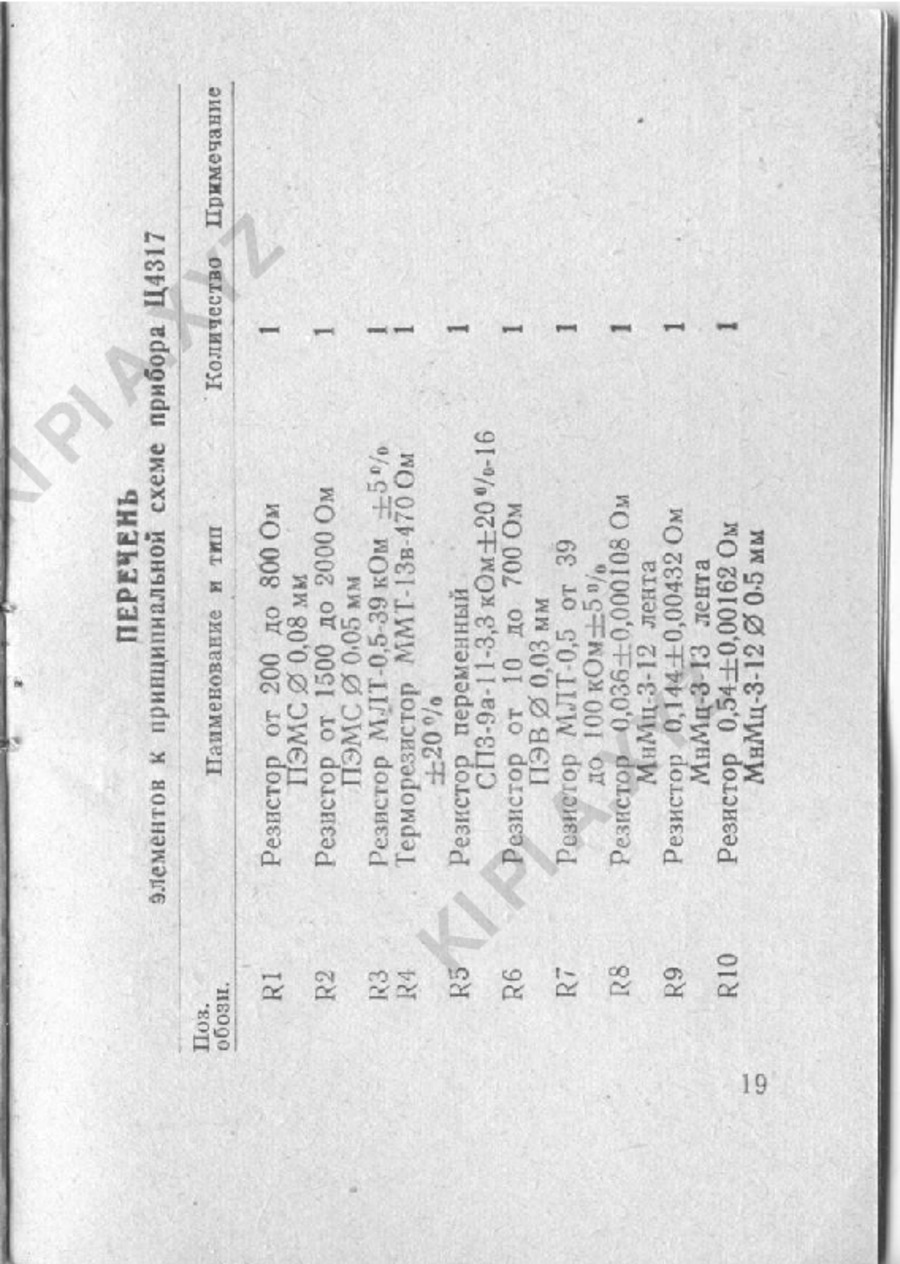 ПЕРЕЧЕНЬ
элементов к принципиальной схеме прибора Ц4317
Поз. обозн. Наименование и тип Количество Примечание
R1 Резистор от 200 до 800 Ом 1
ПЭМС Ø 0,08 мм
R2 Резистор от 1500 до 2000 Ом 1
ПЭМС Ø 0,05 мм
R3 Резистор МЛТ-0,5-39 кОм ±5% 1
R4 Терморезистор ММТ-13в-470 Ом 1
±20%
R5 Резистор переменный 1
СП3-9а-11-3,3 кОм±20%-16
R6 Резистор от 10 до 700 Ом 1
ПЭВ Ø 0,03 мм
R7 Резистор МЛТ-0,5 от 39 1
до 100 кОм±5%
R8 Резистор 0,036±0,000108 Ом 1
МнМц-3-12 лента
R9 Резистор 0,144±0,00432 Ом 1
МнМц-3-13 лента
R10 Резистор 0,54±0,00162 Ом 1
МнМц-3-12 Ø 0,5 мм
19
KI.PI A.XYZ
KI.PI A.XYZ